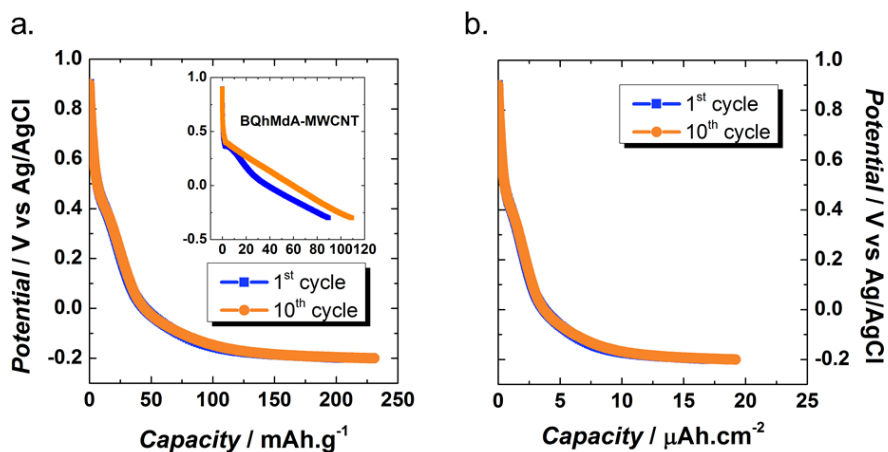 a.
1.0
0.8
0.6
0.4
0.2
0.0
-0.2
Potential / V vs Ag/AgCl
0 50 100 150 200 250
Capacity / mAh.g⁻¹
1.0
0.5
0.0
-0.5
0 20 40 60 80 100 120
BQhMdA-MWCNT
1ˢᵗ cycle
10ᵗʰ cycle
b.
1ˢᵗ cycle
10ᵗʰ cycle
1.0
0.8
0.6
0.4
0.2
0.0
-0.2
Potential / V vs Ag/AgCl
0 5 10 15 20 25
Capacity / μAh.cm⁻²